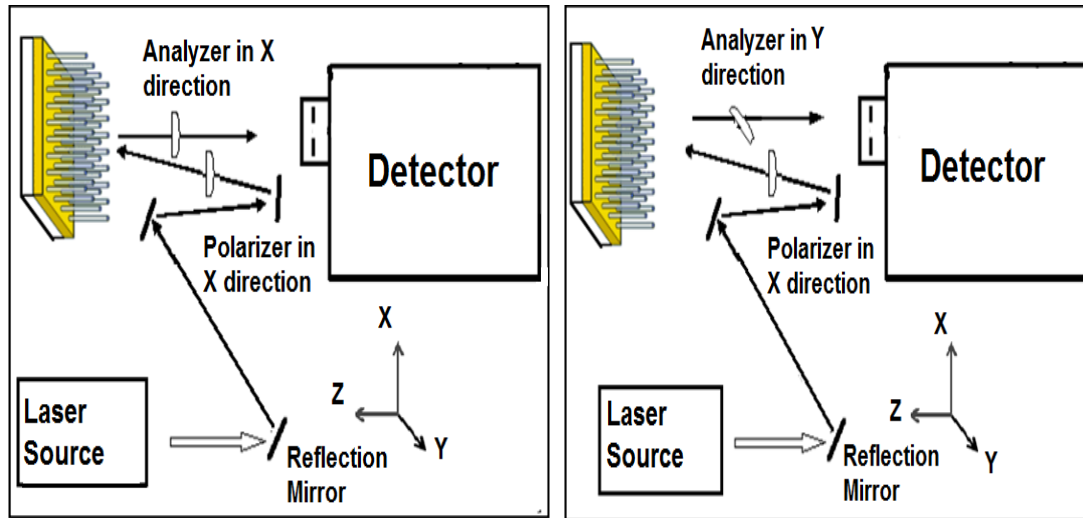 Analyzer in X
direction
Detector
Polarizer in
X direction
X
Z
Y
Laser
Source
Reflection
Mirror
Analyzer in Y
direction
Detector
Polarizer in
X direction
X
Z
Y
Laser
Source
Reflection
Mirror